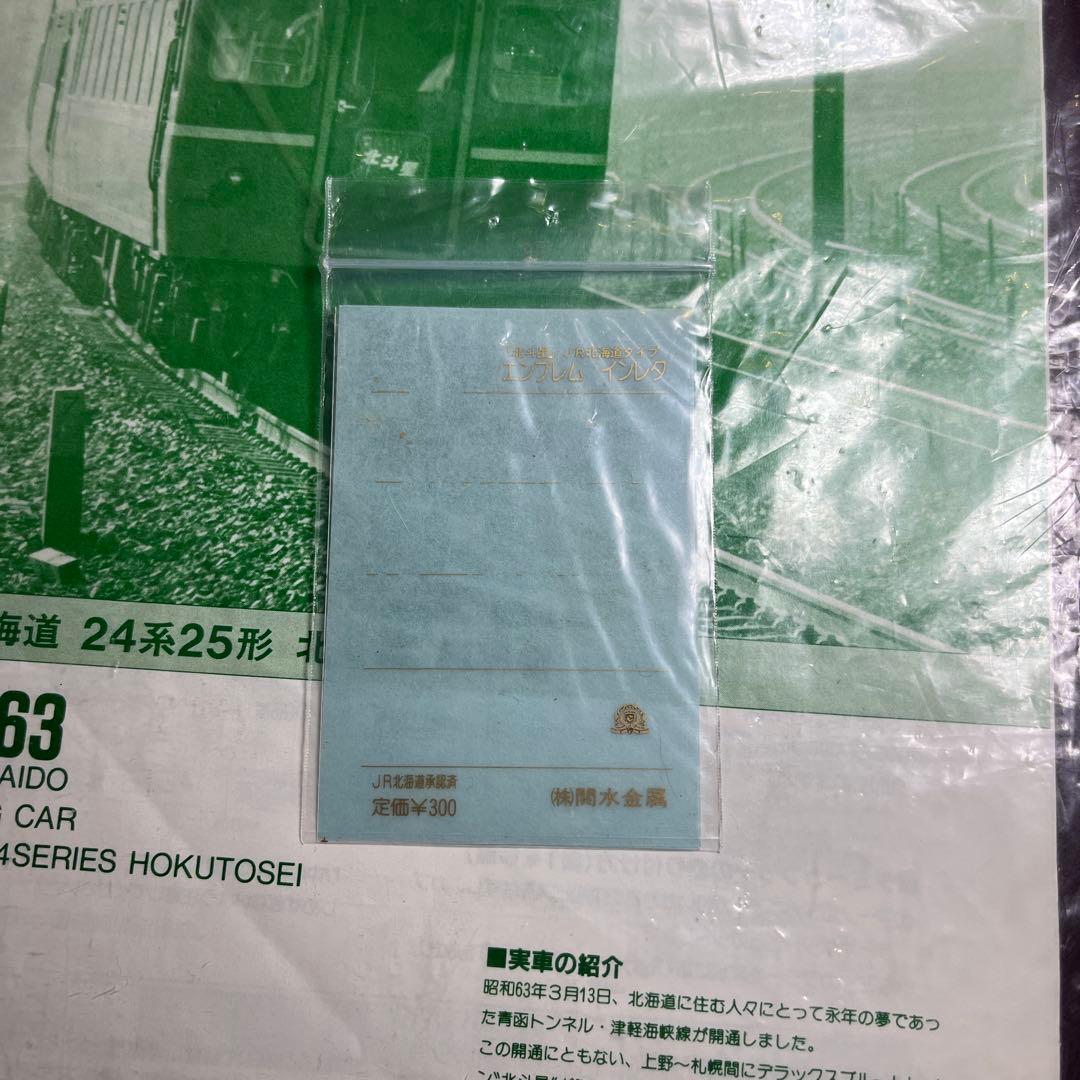 北斗星
「北斗星」 JR北海道タイプ
エンブレム インレタ
海道 24系25形 北
63
AIDO
CAR
JR北海道承認済
定価¥300
㈱関水金属
4SERIES HOKUTOSEI
■実車の紹介
昭和63年3月13日、北海道に住む人々にとって永年の夢であっ
た青函トンネル・津軽海峡線が開通しました。
この開通にともない、上野〜札幌間にデラックスブルートレ